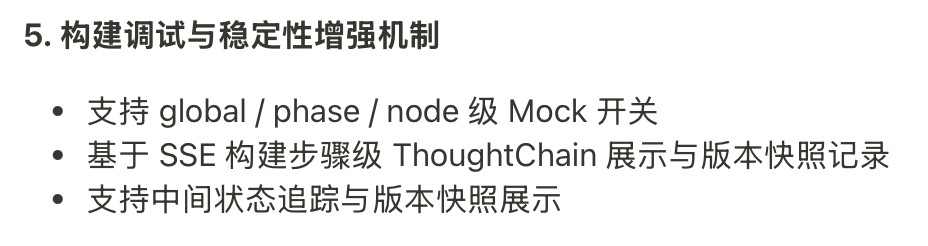 5. 构建调试与稳定性增强机制
• 支持 global / phase / node 级 Mock 开关
• 基于 SSE 构建步骤级 ThoughtChain 展示与版本快照记录
• 支持中间状态追踪与版本快照展示